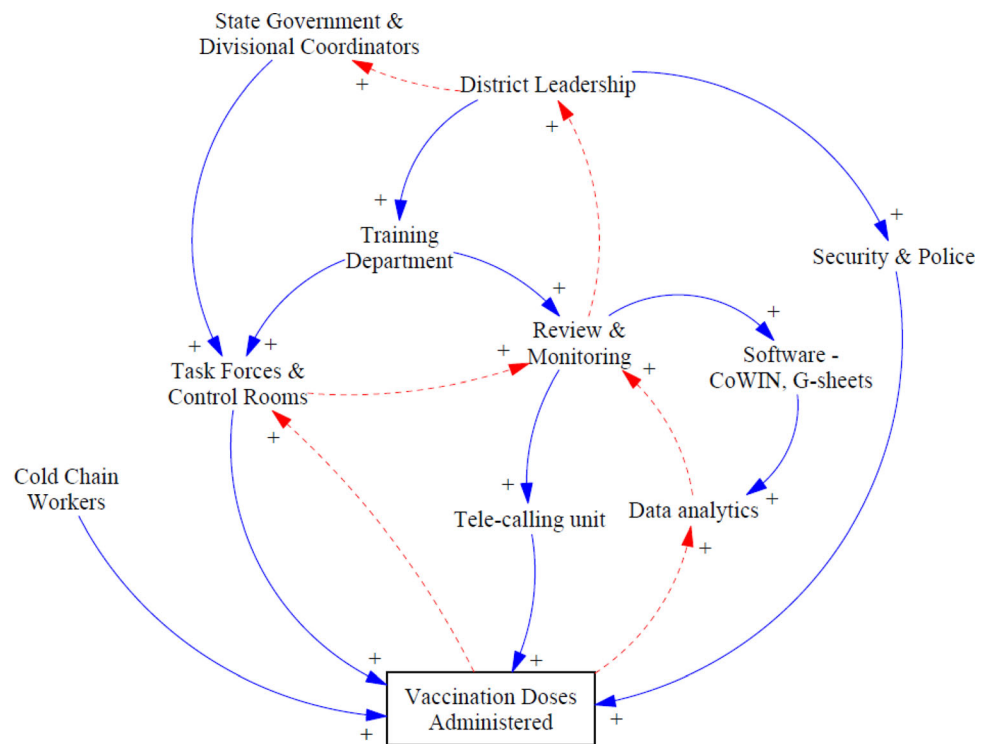 State Government &
Divisional Coordinators
+
District Leadership
+
+
Training
Department
+
Security & Police
+
+
Review &
Monitoring
+
Software -
CoWIN, G-sheets
+
+
Task Forces &
Control Rooms
+
+
+
Cold Chain
Workers
+
Tele-calling unit
Data analytics
+
+
+
+
Vaccination Doses
Administered
+
+